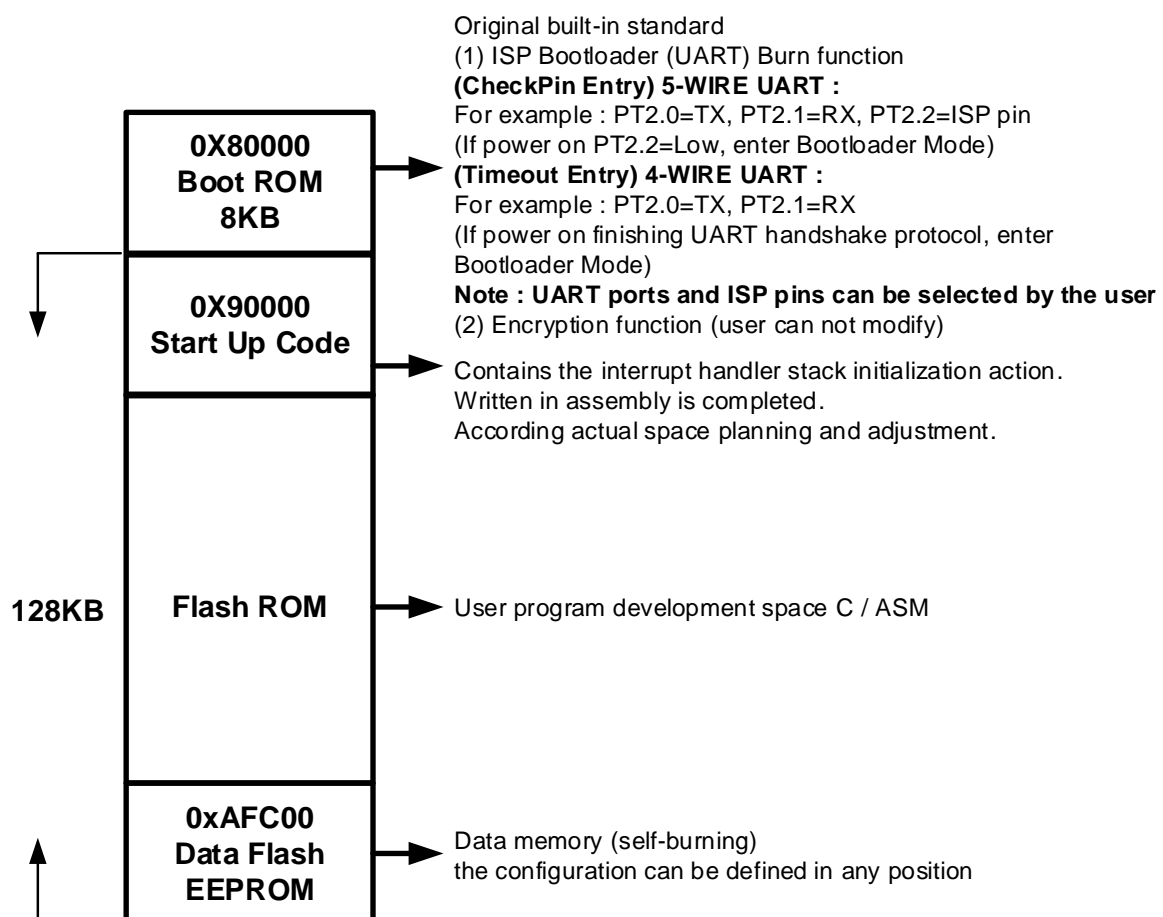 Original built-in standard
(1) ISP Bootloader (UART) Burn function
(CheckPin Entry) 5-WIRE UART :
For example : PT2.0=TX, PT2.1=RX, PT2.2=ISP pin
(If power on PT2.2=Low, enter Bootloader Mode)
(Timeout Entry) 4-WIRE UART :
For example : PT2.0=TX, PT2.1=RX
(If power on finishing UART handshake protocol, enter
Bootloader Mode)
Note : UART ports and ISP pins can be selected by the user
(2) Encryption function (user can not modify)
0X80000
Boot ROM
8KB
0X90000
Start Up Code
Contains the interrupt handler stack initialization action.
Written in assembly is completed.
According actual space planning and adjustment.
128KB
Flash ROM
User program development space C / ASM
0xAFC00
Data Flash
EEPROM
Data memory (self-burning)
the configuration can be defined in any position